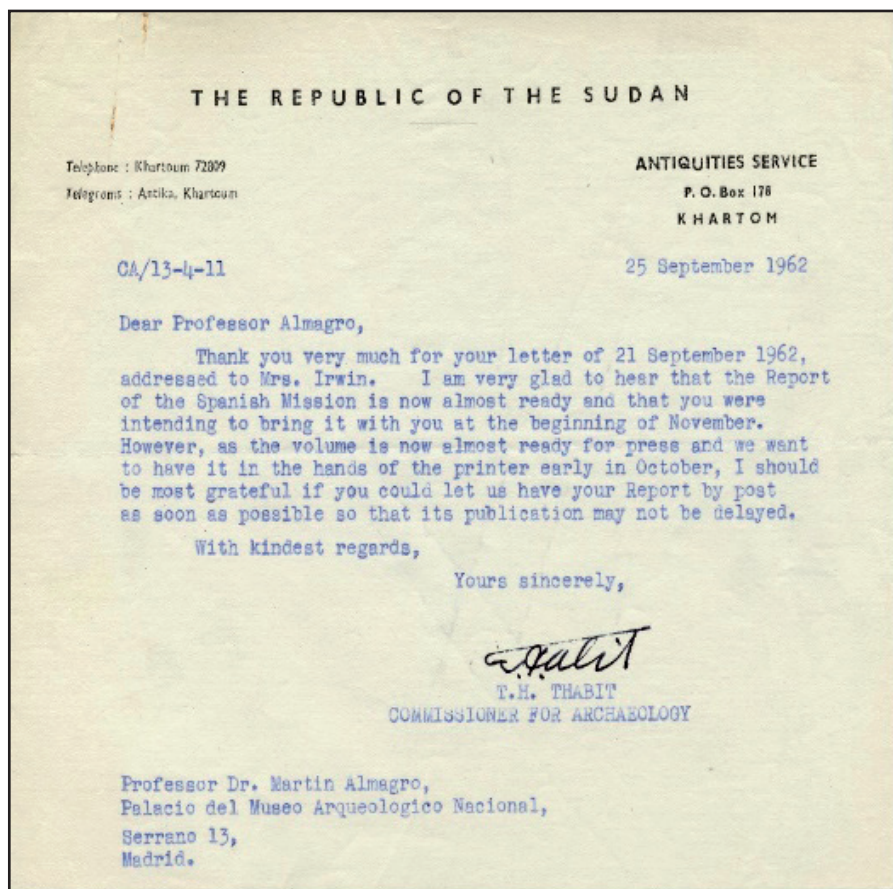 THE REPUBLIC OF THE SUDAN
Telephone : Khartoum 72809
Telegrams : Antika, Khartoum
ANTIQUITIES SERVICE
P. O. Box 178
KHARTOM
CA/13-4-11
25 September 1962
Dear Professor Almagro,
Thank you very much for your letter of 21 September 1962,
addressed to Mrs. Irwin. I am very glad to hear that the Report
of the Spanish Mission is now almost ready and that you were
intending to bring it with you at the beginning of November.
However, as the volume is now almost ready for press and we want
to have it in the hands of the printer early in October, I should
be most grateful if you could let us have your Report by post
as soon as possible so that its publication may not be delayed.
With kindest regards,
Yours sincerely,
T.H. THABIT
COMMISSIONER FOR ARCHAEOLOGY
Professor Dr. Martin Almagro,
Palacio del Museo Arqueologico Nacional,
Serrano 13,
Madrid.